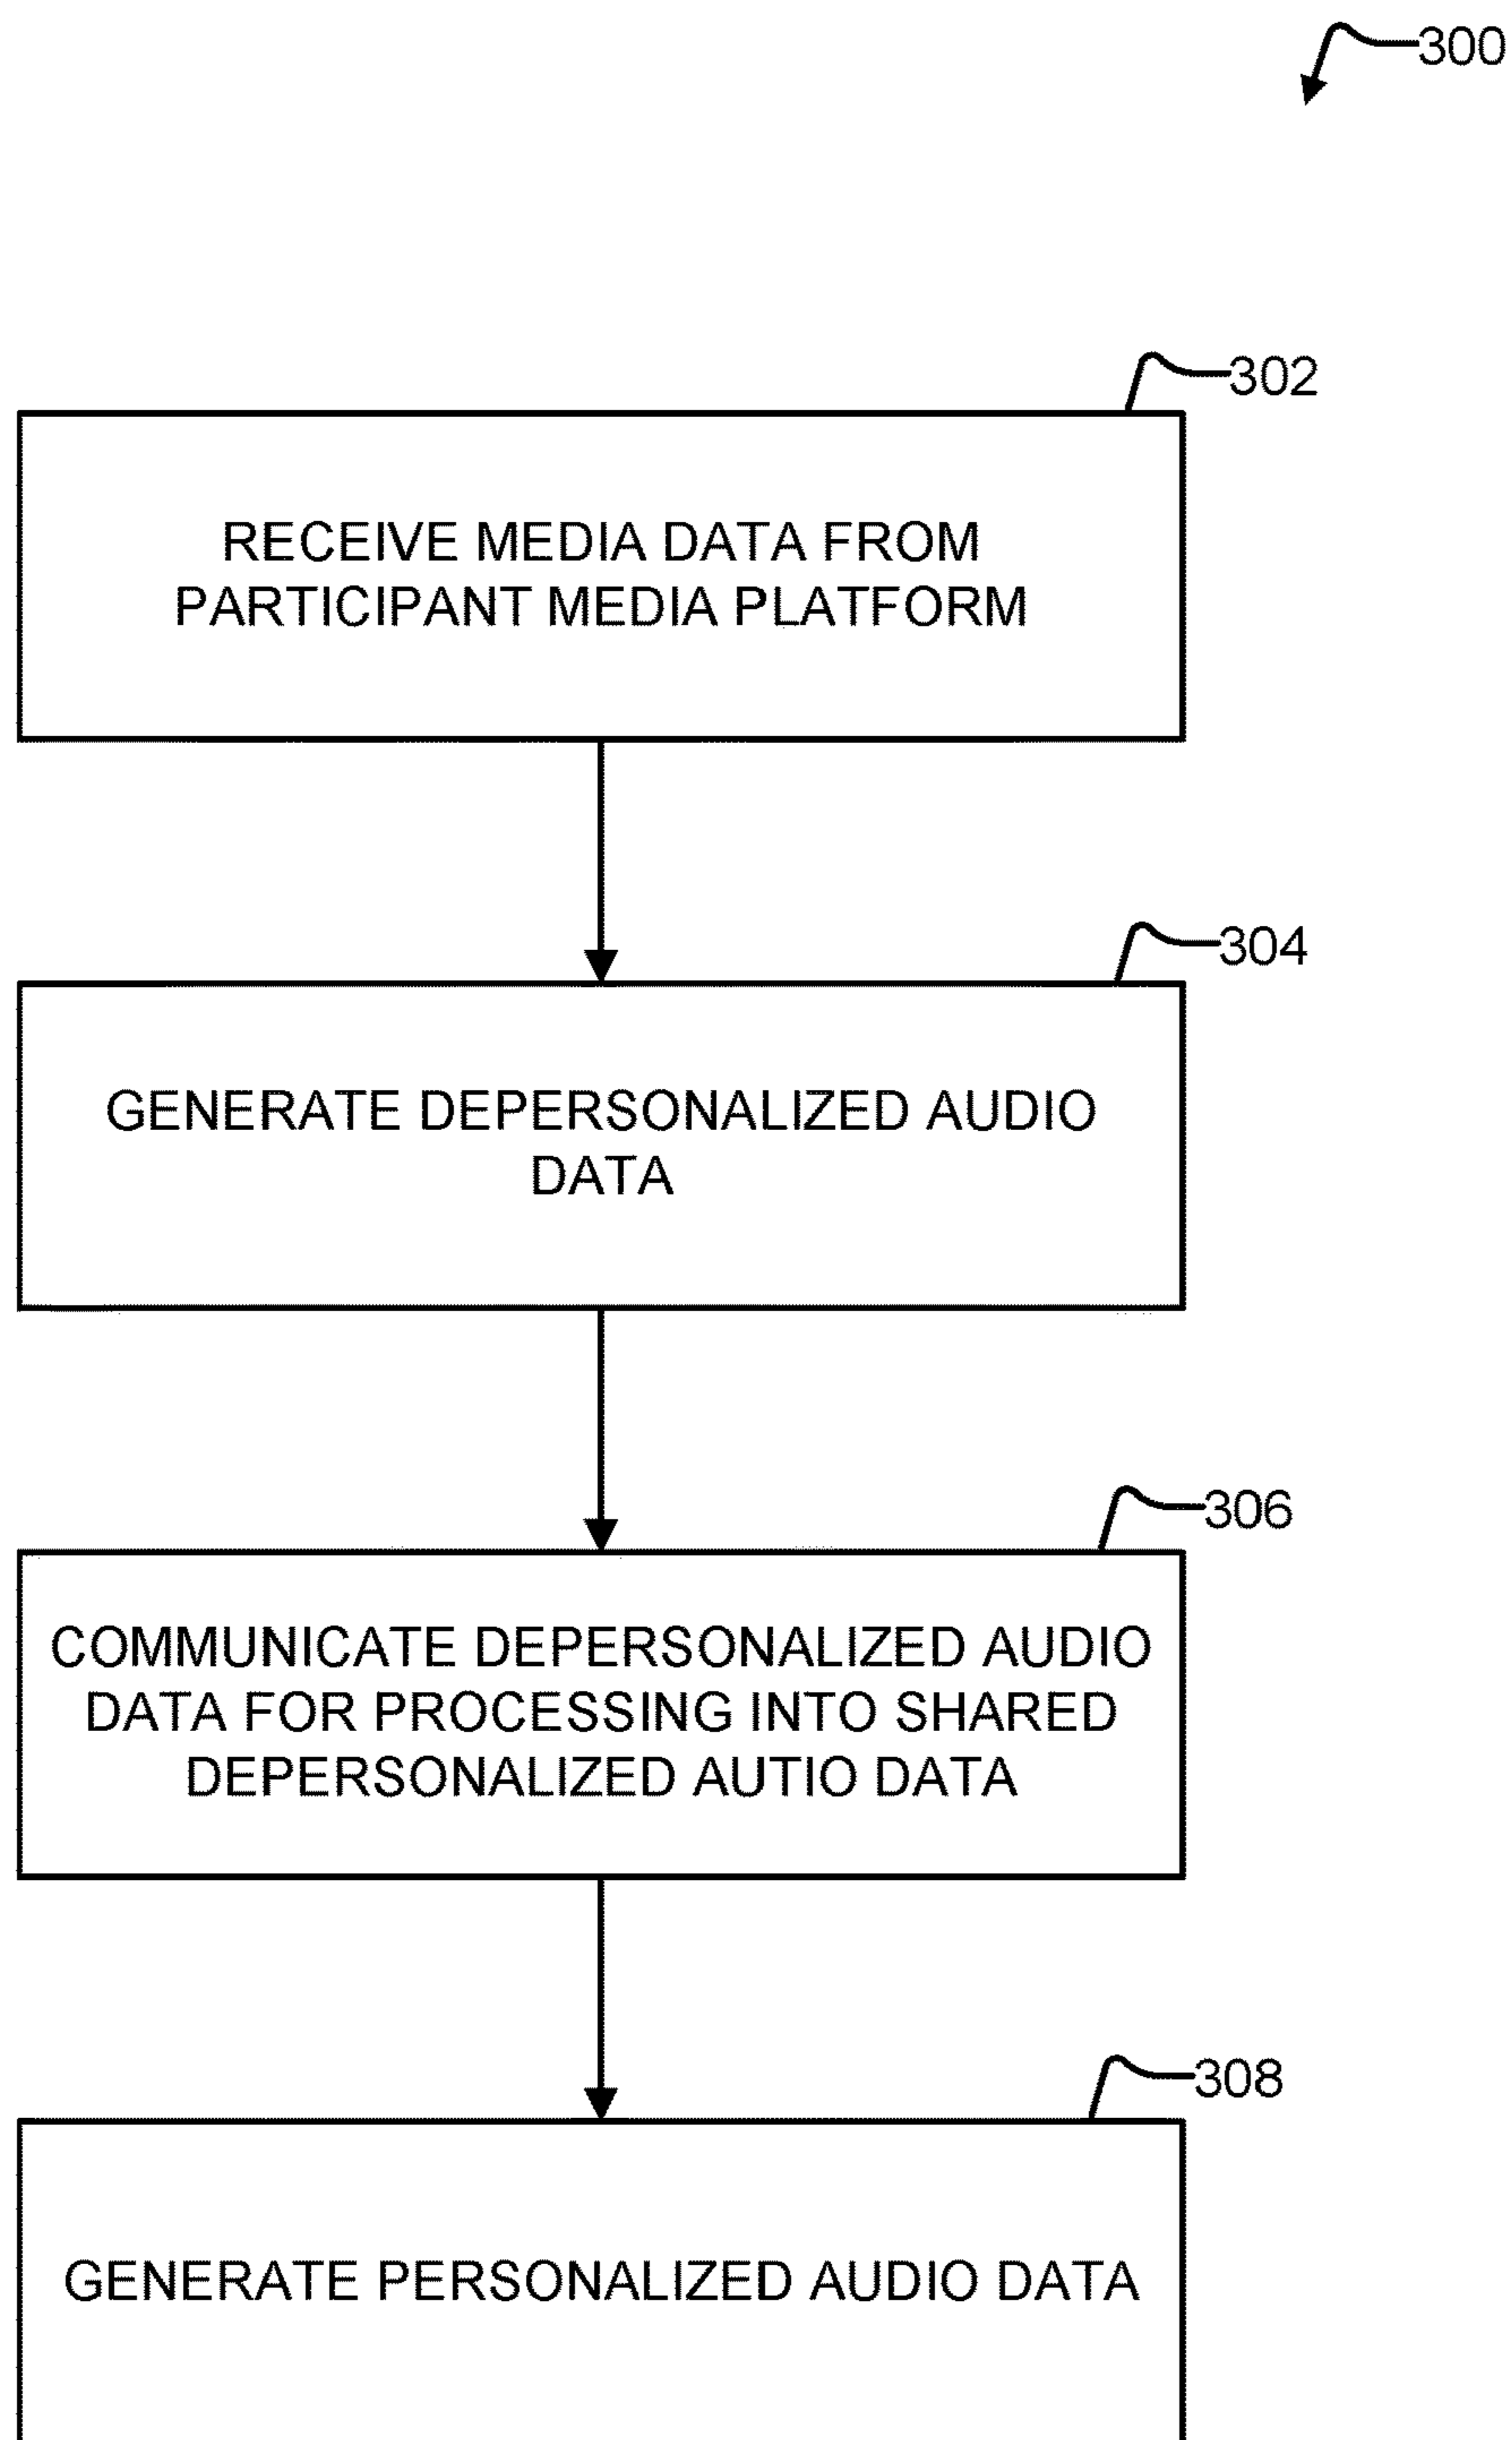 300
302
RECEIVE MEDIA DATA FROM
PARTICIPANT MEDIA PLATFORM
304
GENERATE DEPERSONALIZED AUDIO
DATA
306
COMMUNICATE DEPERSONALIZED AUDIO
DATA FOR PROCESSING INTO SHARED
DEPERSONALIZED AUTIO DATA
308
GENERATE PERSONALIZED AUDIO DATA